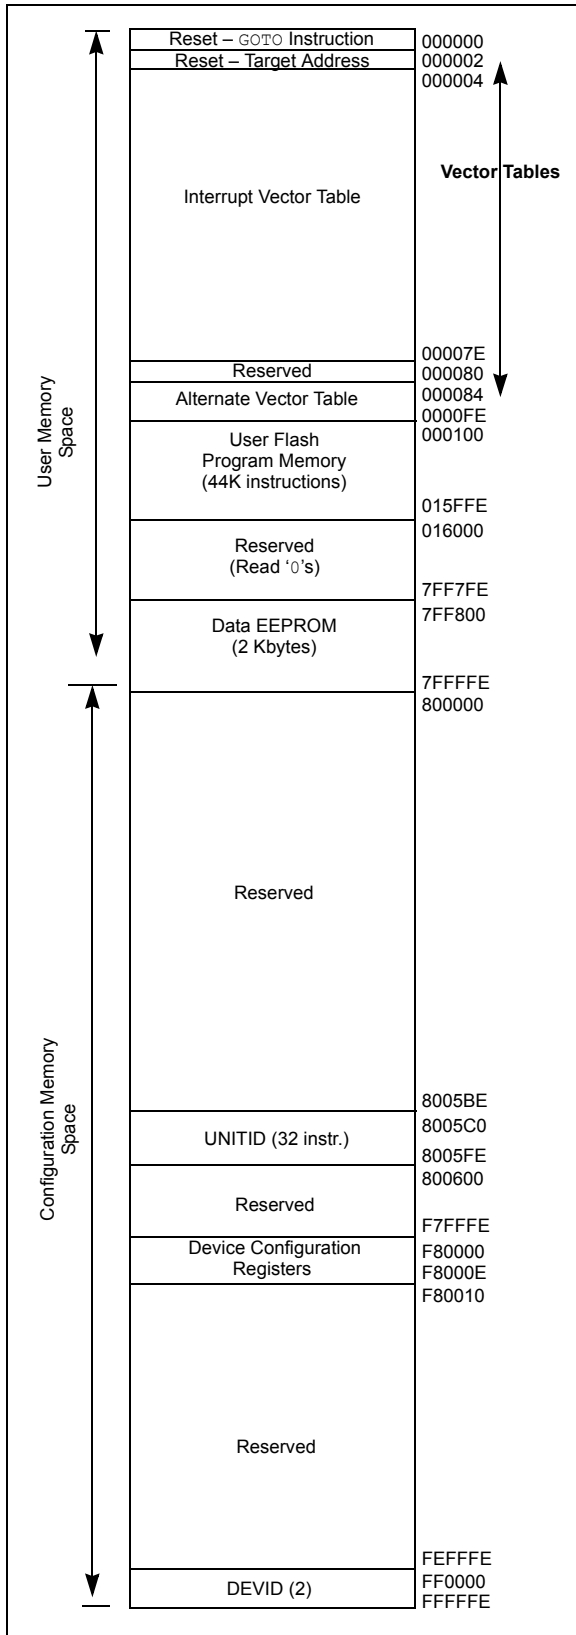 Reset – GOTO Instruction
000000
Reset – Target Address
000002
000004
Vector Tables
Interrupt Vector Table
00007E
Reserved
000080
Alternate Vector Table
000084
0000FE
User Memory
Space
User Flash
Program Memory
(44K instructions)
000100
015FFE
016000
Reserved
(Read ‘0’s)
7FF7FE
7FF800
Data EEPROM
(2 Kbytes)
7FFFFE
800000
Reserved
Configuration Memory
Space
8005BE
8005C0
UNITID (32 instr.)
8005FE
800600
Reserved
F7FFFE
Device Configuration
Registers
F80000
F8000E
F80010
Reserved
FEFFFE
FF0000
DEVID (2)
FFFFFE